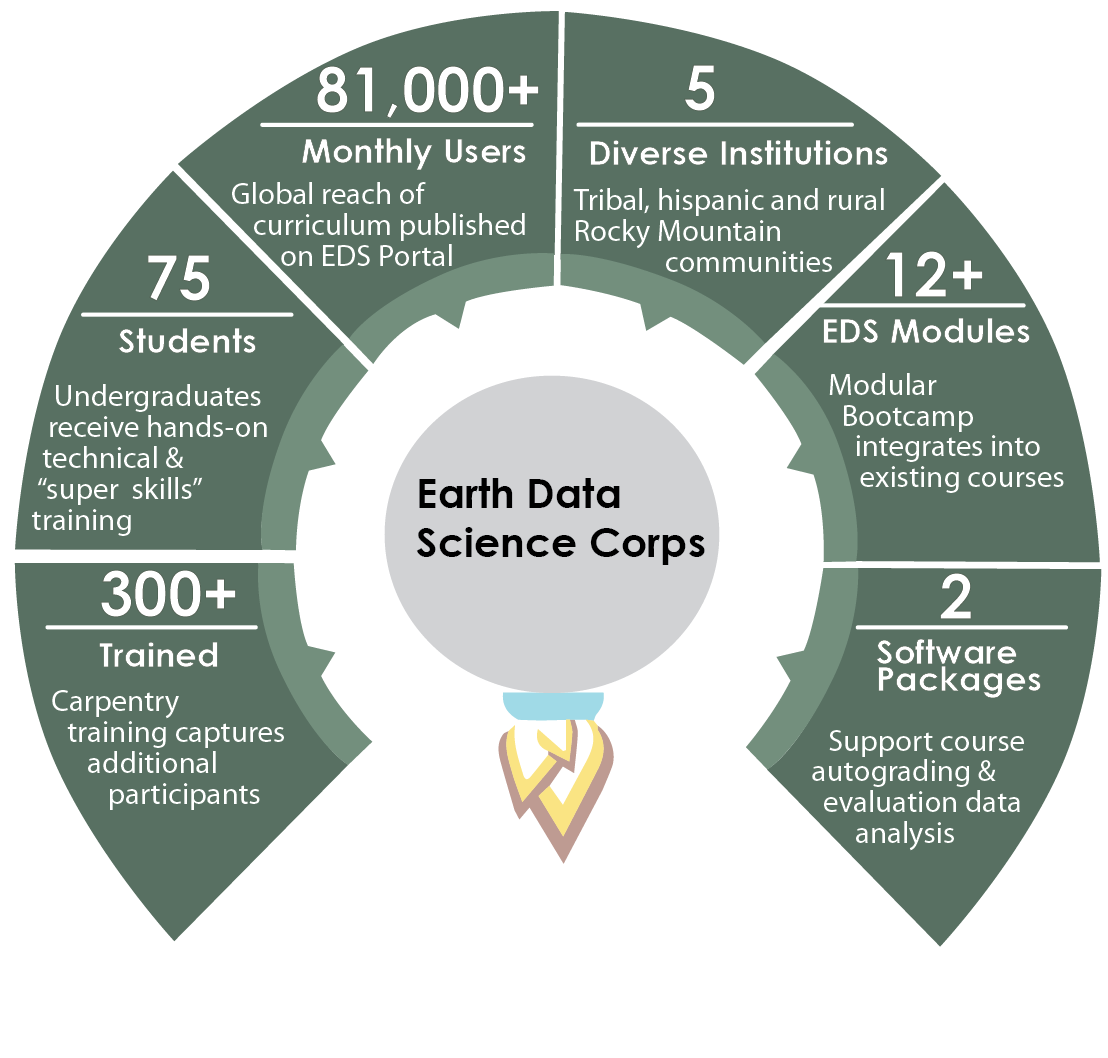 81,000+
Monthly Users
Global reach of
curriculum published
on EDS Portal
5
Diverse Institutions
Tribal, hispanic and rural
Rocky Mountain
communities
75
Students
Undergraduates
receive hands-on
technical &
“super skills”
training
12+
EDS Modules
Modular
Bootcamp
integrates into
existing courses
Earth Data
Science Corps
300+
Trained
Carpentry
training captures
additional
participants
2
Software
Packages
Support course
autograding &
evaluation data
analysis